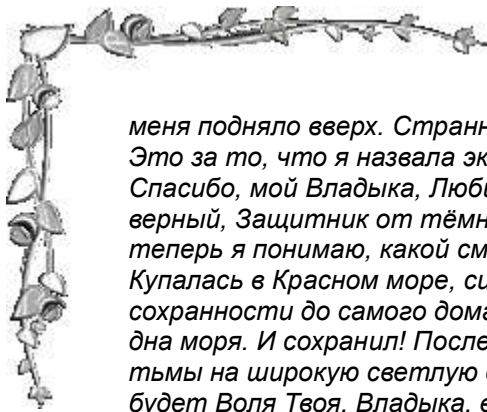 меня подняло вверх. Странн
Это за то, что я назвала эк
Спасибо, мой Владыка, Люби
верный, Защитник от тёмн
теперь я понимаю, какой см
Купалась в Красном море, си
сохранности до самого дома
дна моря. И сохранил! После
тьмы на широкую светлую
будет Воля Твоя, Владыка, в